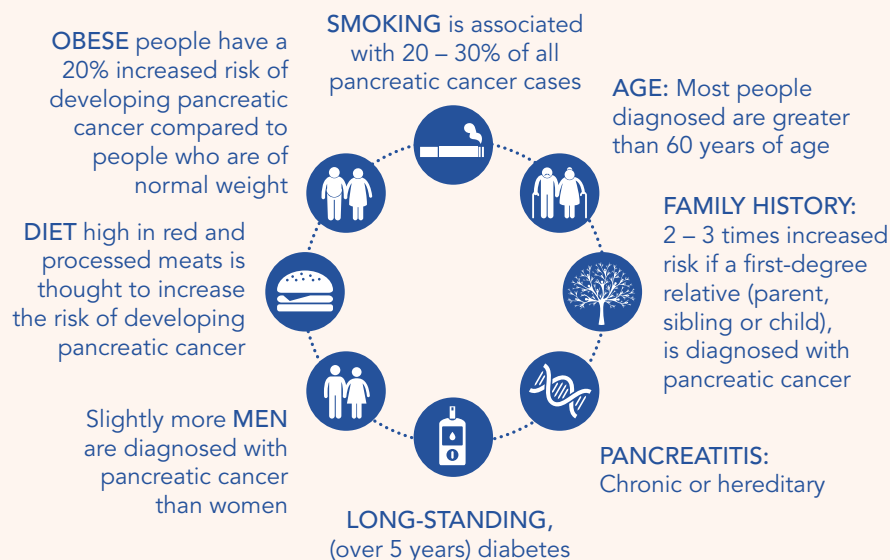 SMOKING is associated
with 20 – 30% of all
pancreatic cancer cases
AGE: Most people
diagnosed are greater
than 60 years of age
FAMILY HISTORY:
2 – 3 times increased
risk if a first-degree
relative (parent,
sibling or child),
is diagnosed with
pancreatic cancer
PANCREATITIS:
Chronic or hereditary
LONG-STANDING,
(over 5 years) diabetes
Slightly more MEN
are diagnosed with
pancreatic cancer
than women
DIET high in red and
processed meats is
thought to increase
the risk of developing
pancreatic cancer
OBESE people have a
20% increased risk of
developing pancreatic
cancer compared to
people who are of
normal weight